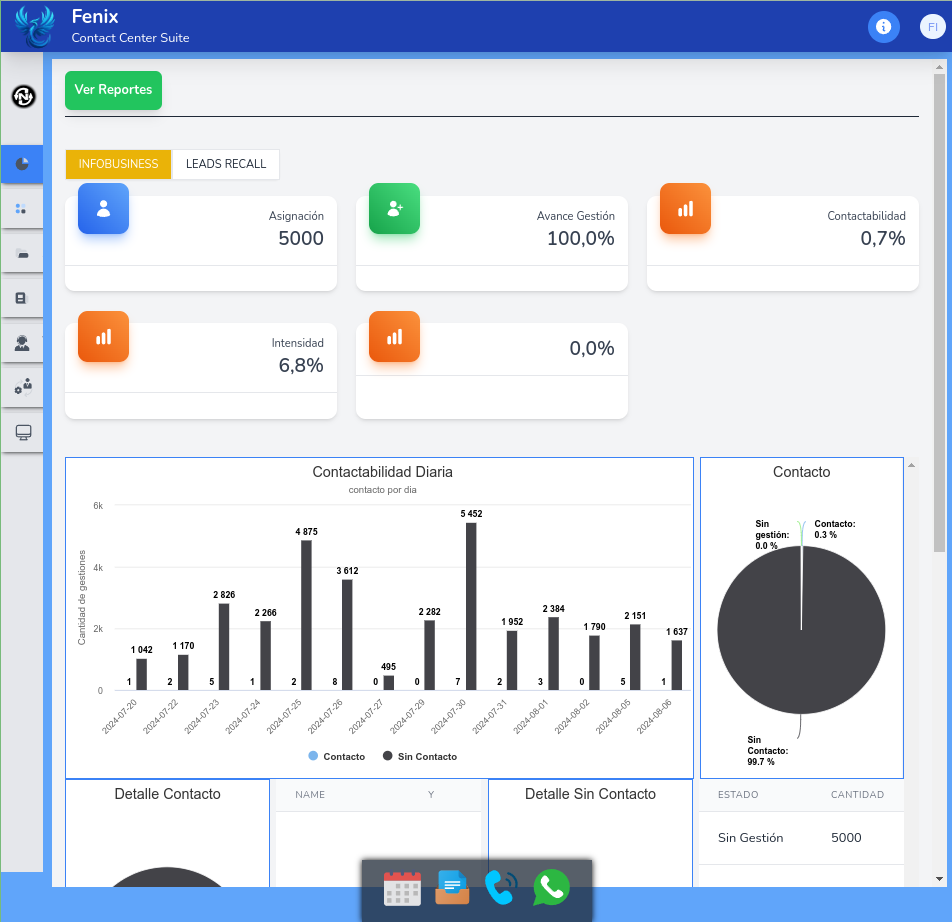 Fenix
Contact Center Suite
FI
Ver Reportes
INFOBUSINESS
LEADS RECALL
Asignación
5000
Avance Gestión
100,0%
Contactabilidad
0,7%
Intensidad
6,8%
0,0%
Contactabilidad Diaria
contacto por dia
Cantidad de gestiones
6k
4k
2k
0
1
1 042
2
1 170
5
2 826
1
2 266
2
4 875
8
3 612
0
495
0
2 282
7
5 452
2
1 952
3
2 384
0
1 790
5
2 151
1
1 637
2024-07-20
2024-07-22
2024-07-23
2024-07-24
2024-07-25
2024-07-26
2024-07-27
2024-07-29
2024-07-30
2024-07-31
2024-08-01
2024-08-02
2024-08-05
2024-08-06
Contacto
Sin Contacto
Contacto
Sin
gestión:
0.0 %
Contacto:
0.3 %
Sin
Contacto:
99.7 %
Detalle Contacto
NAME
Y
Detalle Sin Contacto
ESTADO
CANTIDAD
Sin Gestión
5000